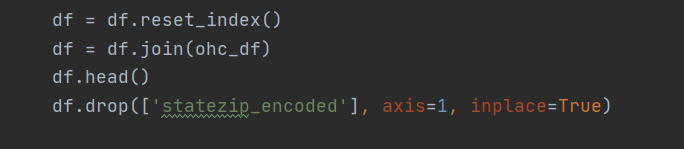 df = df.reset_index()
df = df.join(ohc_df)
df.head()
df.drop(['statezip_encoded'], axis=1, inplace=True)